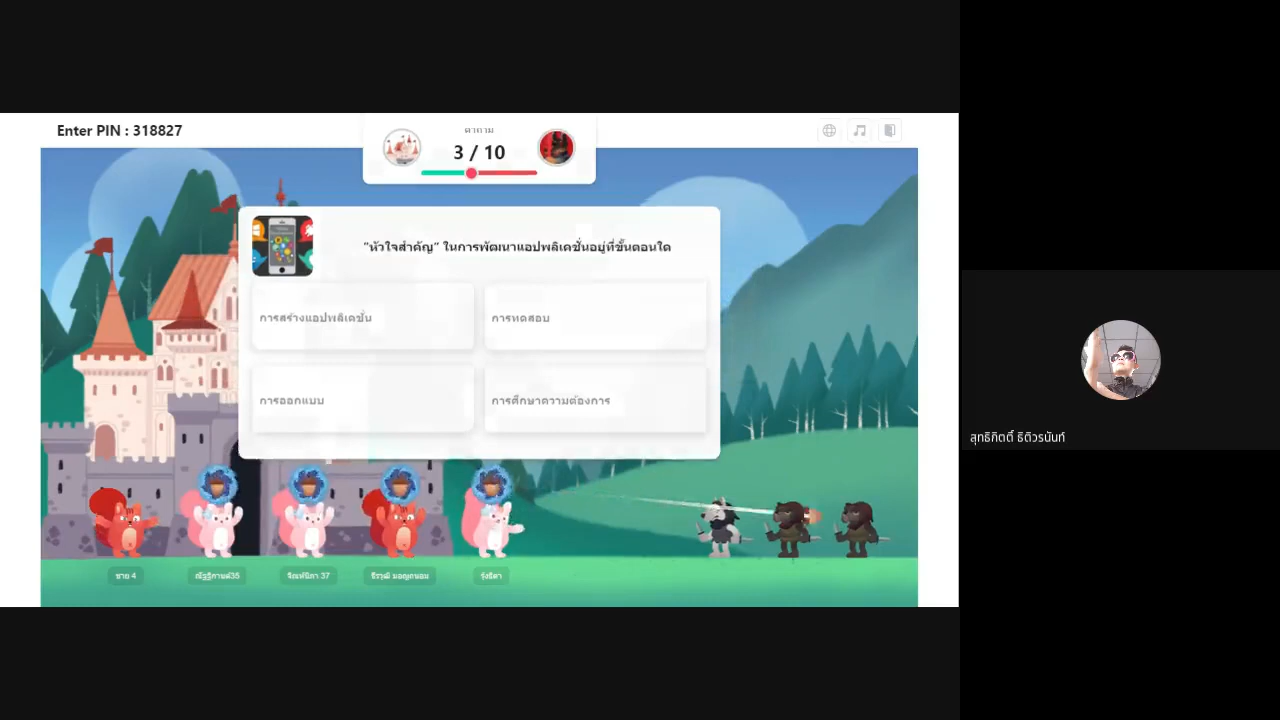 Enter PIN : 318827
คำถาม
3 / 10
"หัวใจสำคัญ" ในการพัฒนาแอปพลิเคชั่นอยู่ที่ขั้นตอนใด
การสร้างแอปพลิเคชั่น
การทดสอบ
การออกแบบ
การศึกษาความต้องการ
ชาย 4
ณัฐฐิกานต์35
รุ่งธิดา
สุทธิกิตติ์ ธิติวรนันท์